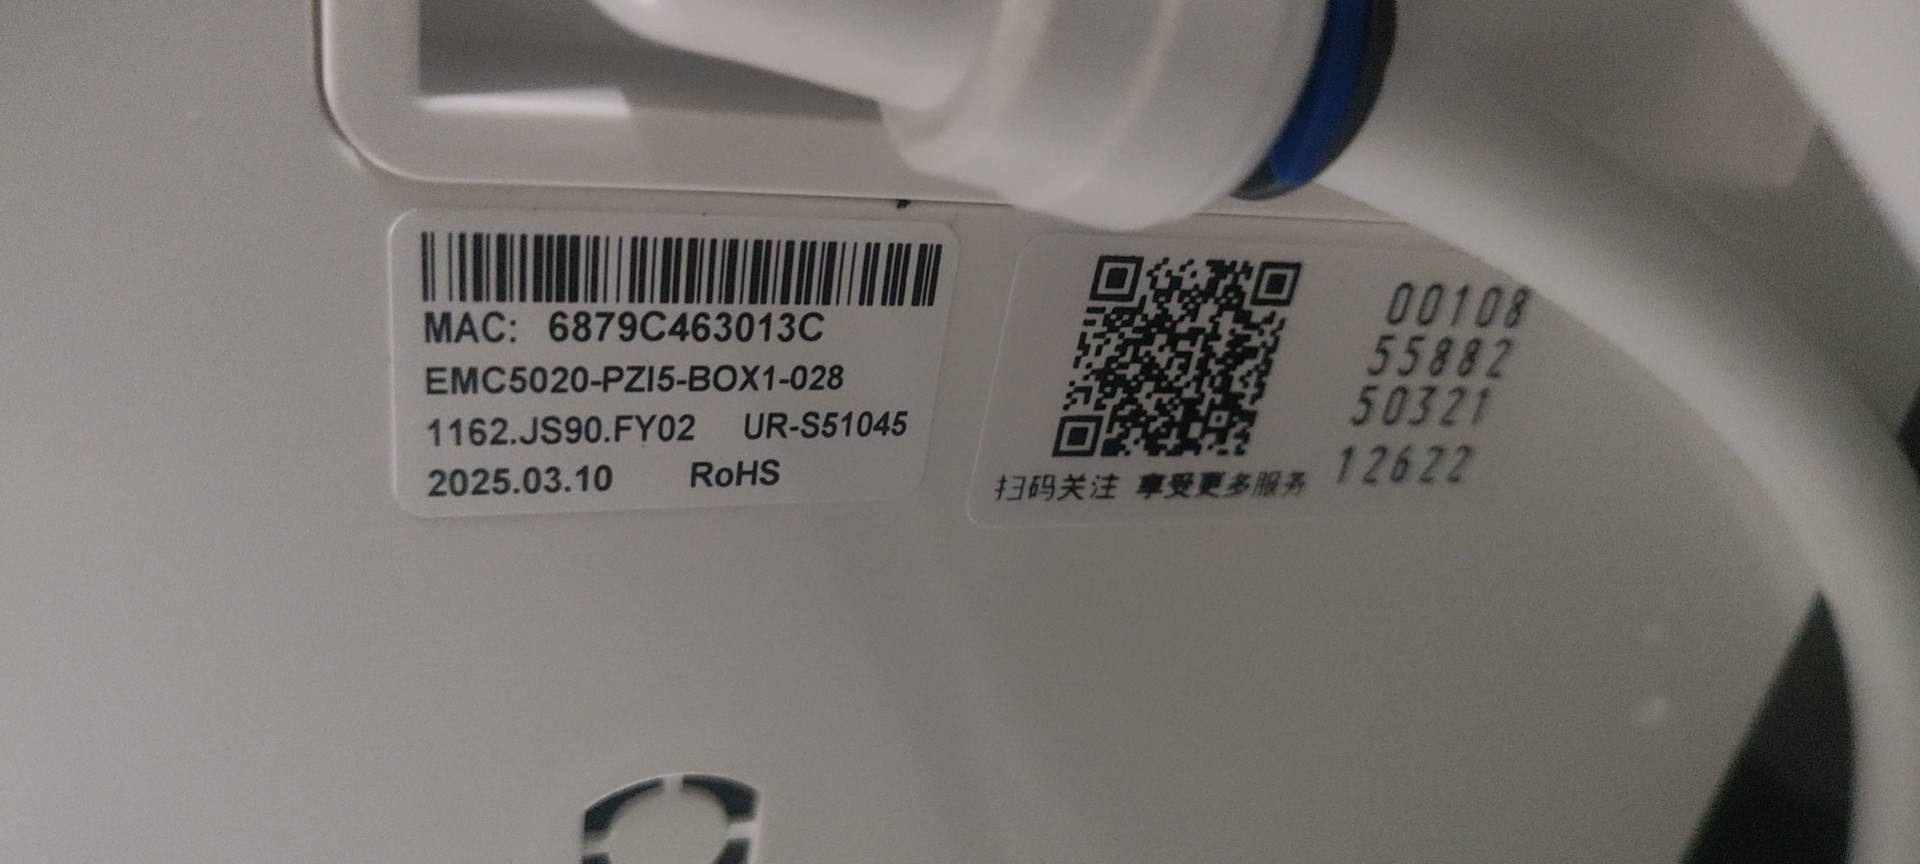 MAC: 6879C463013C
EMC5020-PZI5-BOX1-028
1162.JS90.FY02 UR-S51045
2025.03.10 RoHS
扫码关注 享受更多服务
00108
55882
50321
12622